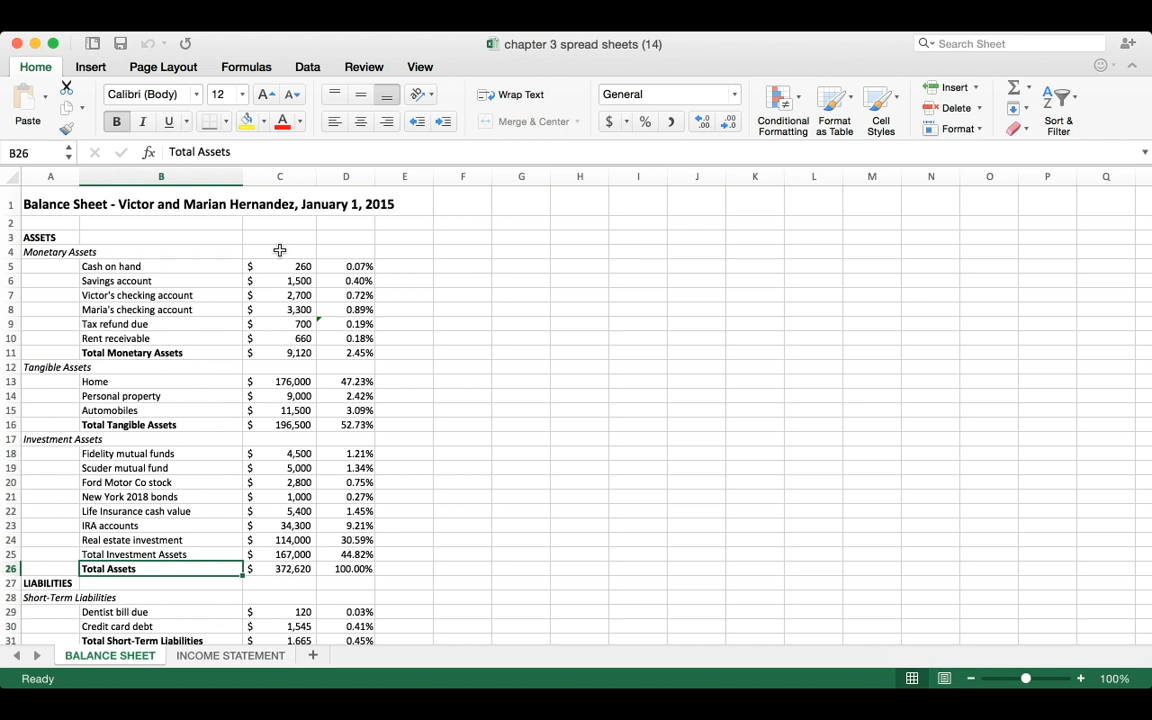 chapter 3 spread sheets (14)
Search Sheet
Home Insert Page Layout Formulas Data Review View
Paste
Calibri (Body) 12 A A
B I U A
Wrap Text
Merge & Center
General
$ %
Conditional Formatting
Format as Table
Cell Styles
Insert
Delete
Format
Sort & Filter
B26 fx Total Assets
A B C D E F G H I J K L M N O P Q
1 Balance Sheet - Victor and Marian Hernandez, January 1, 2015
2
3 ASSETS
4 Monetary Assets
5 Cash on hand $ 260 0.07%
6 Savings account $ 1,500 0.40%
7 Victor's checking account $ 2,700 0.72%
8 Maria's checking account $ 3,300 0.89%
9 Tax refund due $ 700 0.19%
10 Rent receivable $ 660 0.18%
11 Total Monetary Assets $ 9,120 2.45%
12 Tangible Assets
13 Home $ 176,000 47.23%
14 Personal property $ 9,000 2.42%
15 Automobiles $ 11,500 3.09%
16 Total Tangible Assets $ 196,500 52.73%
17 Investment Assets
18 Fidelity mutual funds $ 4,500 1.21%
19 Scuder mutual fund $ 5,000 1.34%
20 Ford Motor Co stock $ 2,800 0.75%
21 New York 2018 bonds $ 1,000 0.27%
22 Life Insurance cash value $ 5,400 1.45%
23 IRA accounts $ 34,300 9.21%
24 Real estate investment $ 114,000 30.59%
25 Total Investment Assets $ 167,000 44.82%
26 Total Assets $ 372,620 100.00%
27 LIABILITIES
28 Short-Term Liabilities
29 Dentist bill due $ 120 0.03%
30 Credit card debt $ 1,545 0.41%
31 Total Short-Term Liabilities $ 1,665 0.45%
BALANCE SHEET INCOME STATEMENT +
Ready 100%